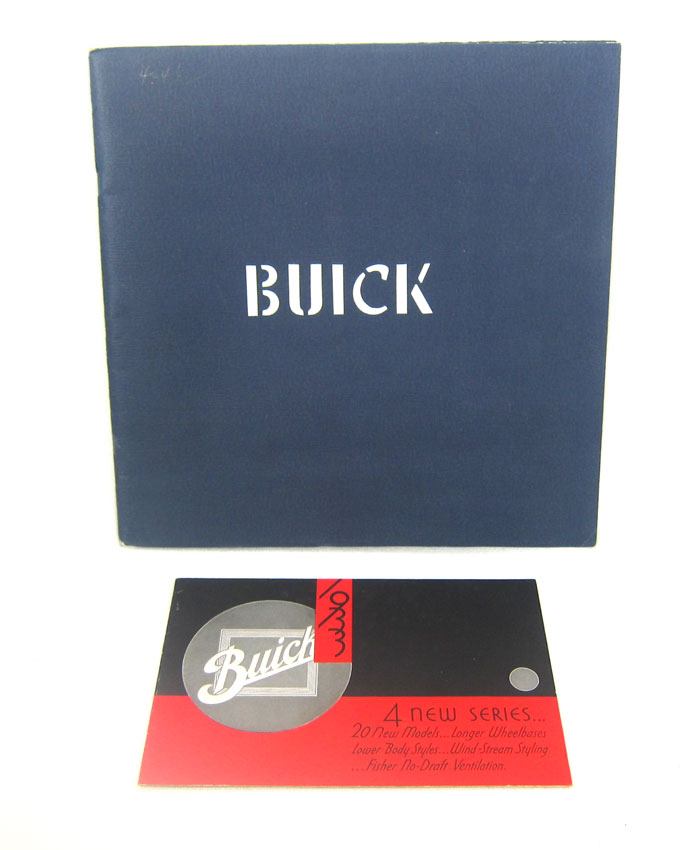 BUICK
1933
Buick
4 NEW SERIES...
20 New Models... Longer Wheelbases
Lower Body Styles... Wind-Stream Styling
... Fisher No-Draft Ventilation.